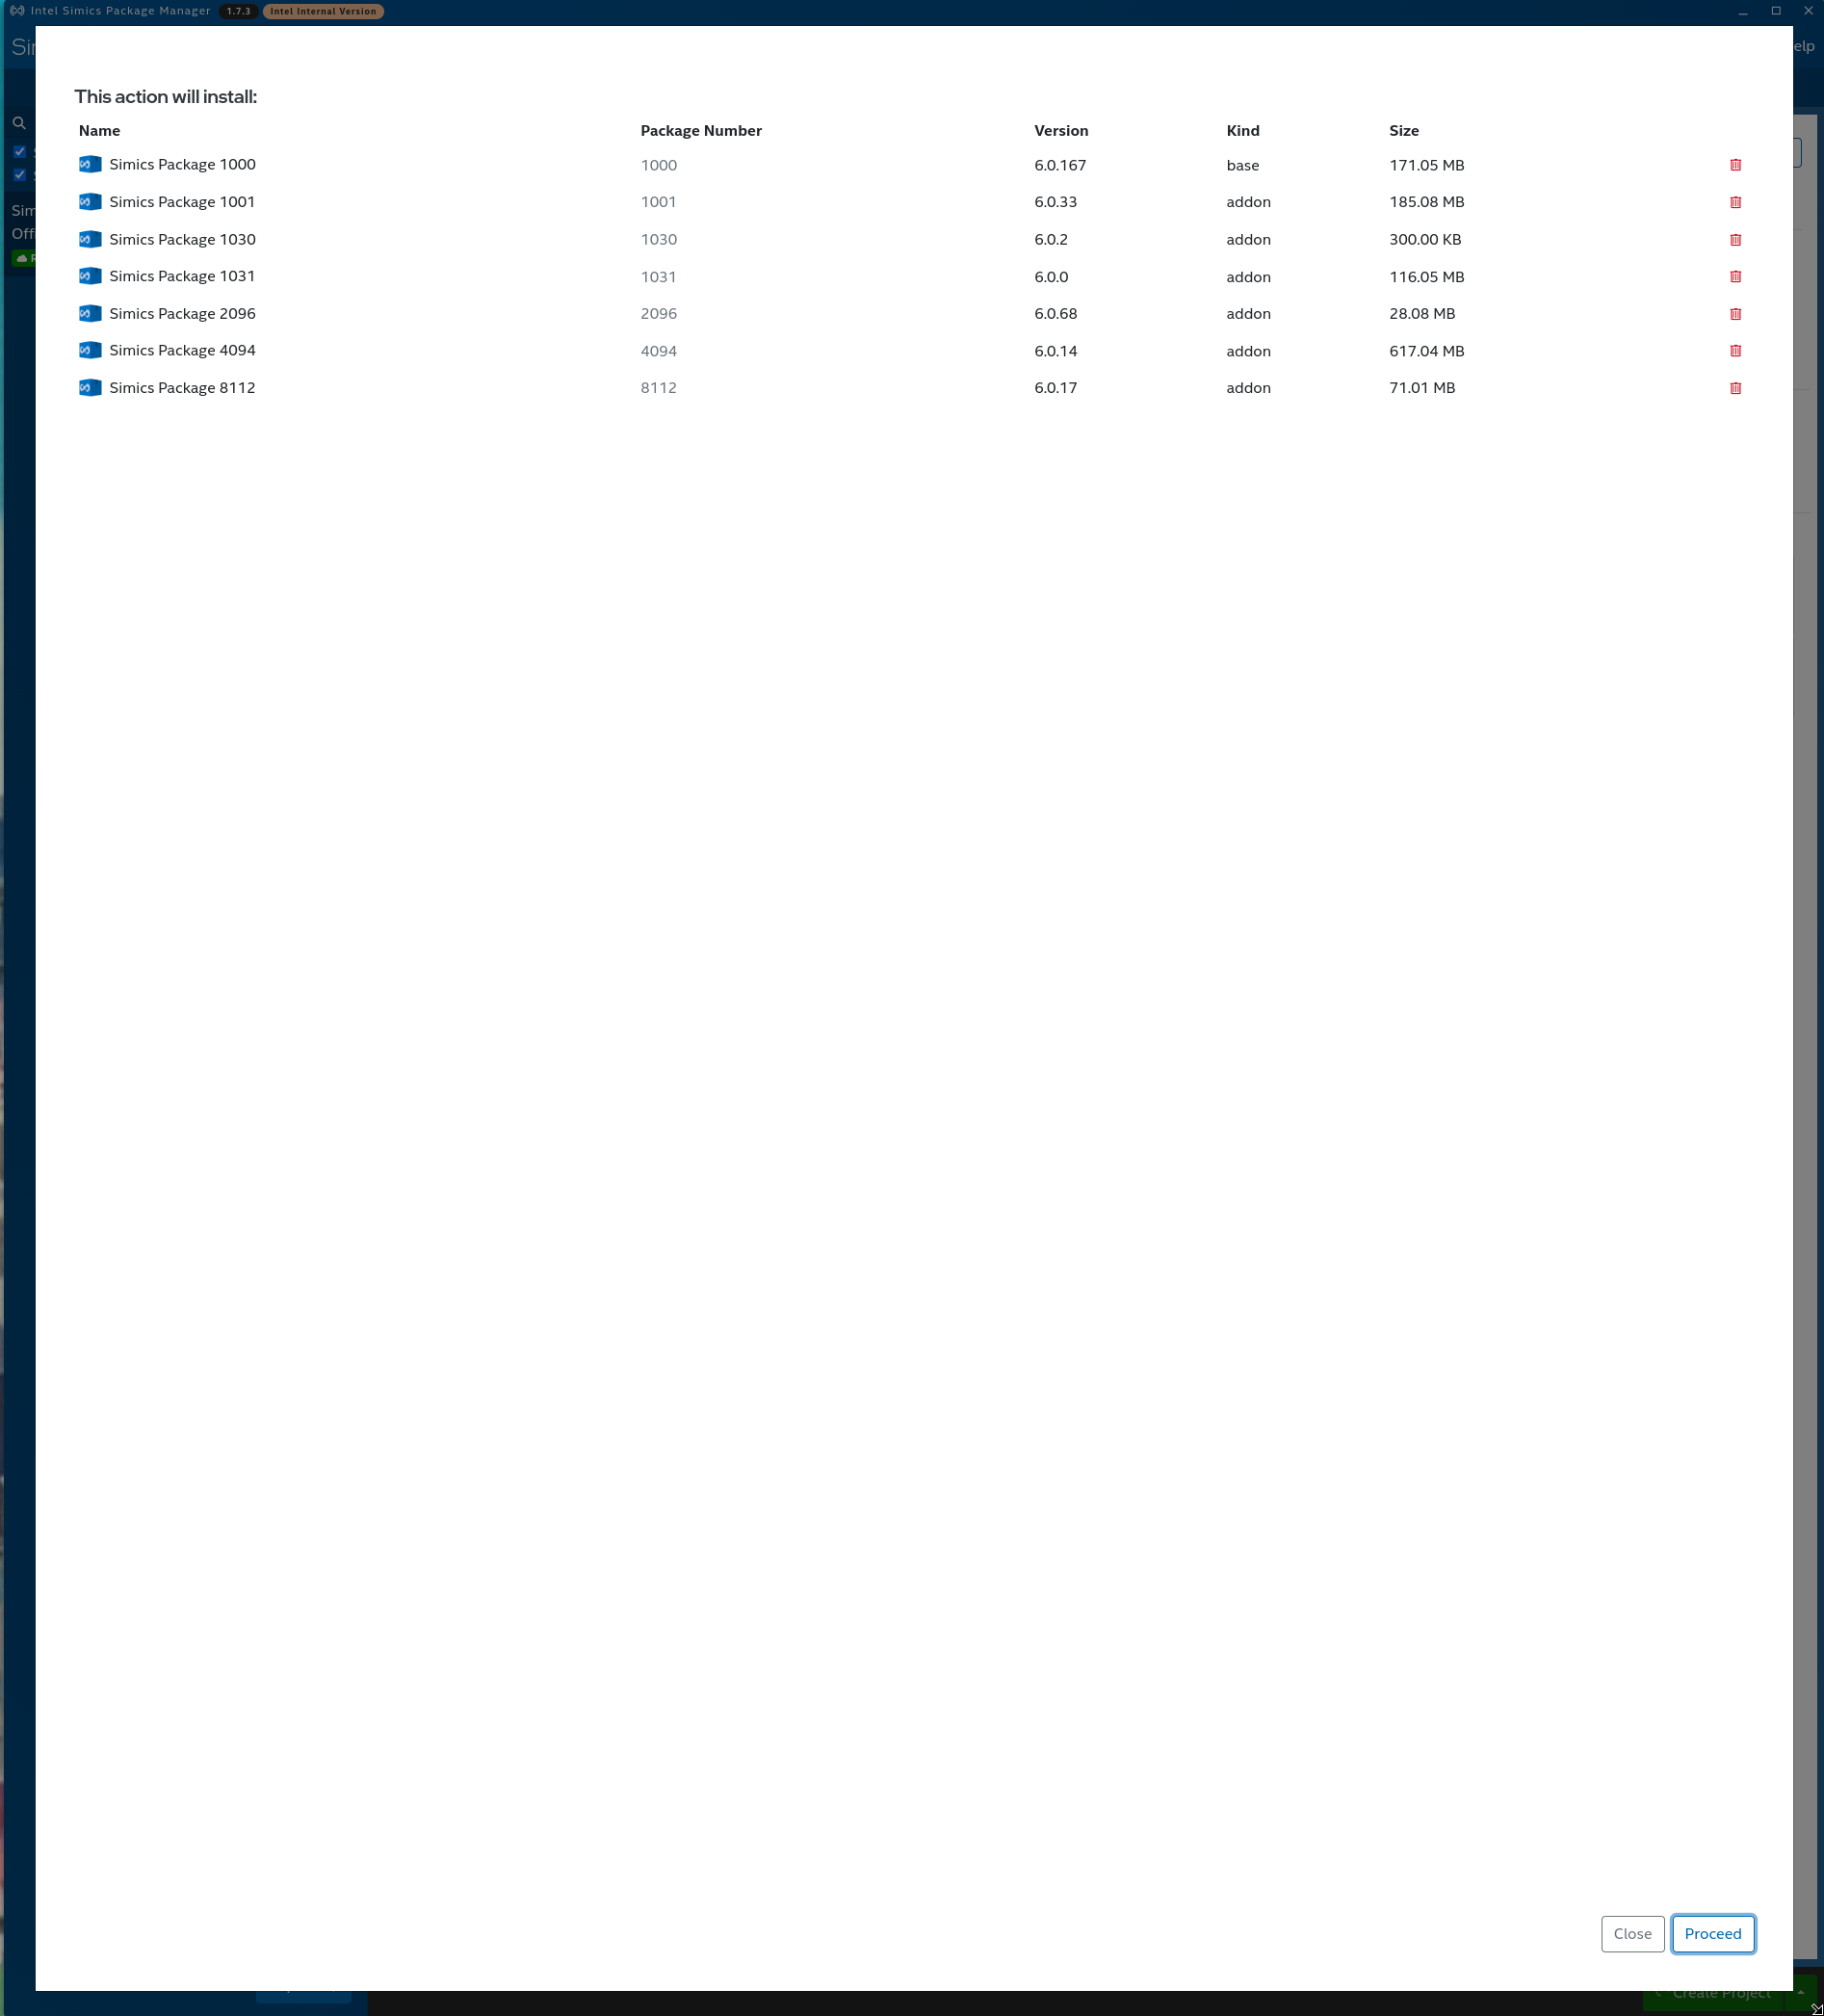 Intel Simics Package Manager 1.7.3 Intel Internal Version
elp
This action will install:
Name Package Number Version Kind Size
Simics Package 1000 1000 6.0.167 base 171.05 MB
Simics Package 1001 1001 6.0.33 addon 185.08 MB
Simics Package 1030 1030 6.0.2 addon 300.00 KB
Simics Package 1031 1031 6.0.0 addon 116.05 MB
Simics Package 2096 2096 6.0.68 addon 28.08 MB
Simics Package 4094 4094 6.0.14 addon 617.04 MB
Simics Package 8112 8112 6.0.17 addon 71.01 MB
Sim
Off
Close Proceed
Create Project